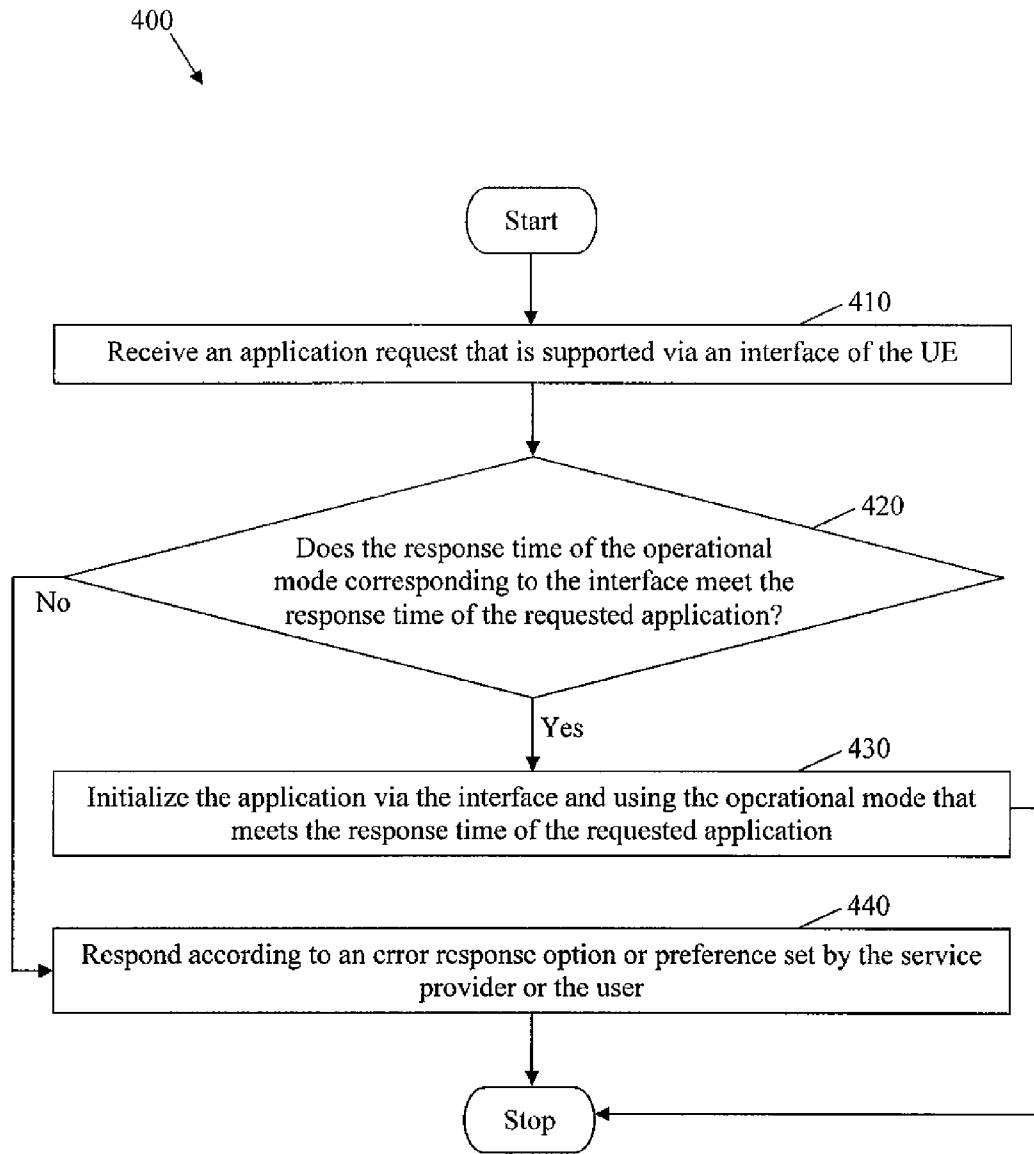 400
Start
410
Receive an application request that is supported via an interface of the UE
420
Does the response time of the operational
mode corresponding to the interface meet the
response time of the requested application?
No
Yes
430
Initialize the application via the interface and using the operational mode that
meets the response time of the requested application
440
Respond according to an error response option or preference set by the service
provider or the user
Stop